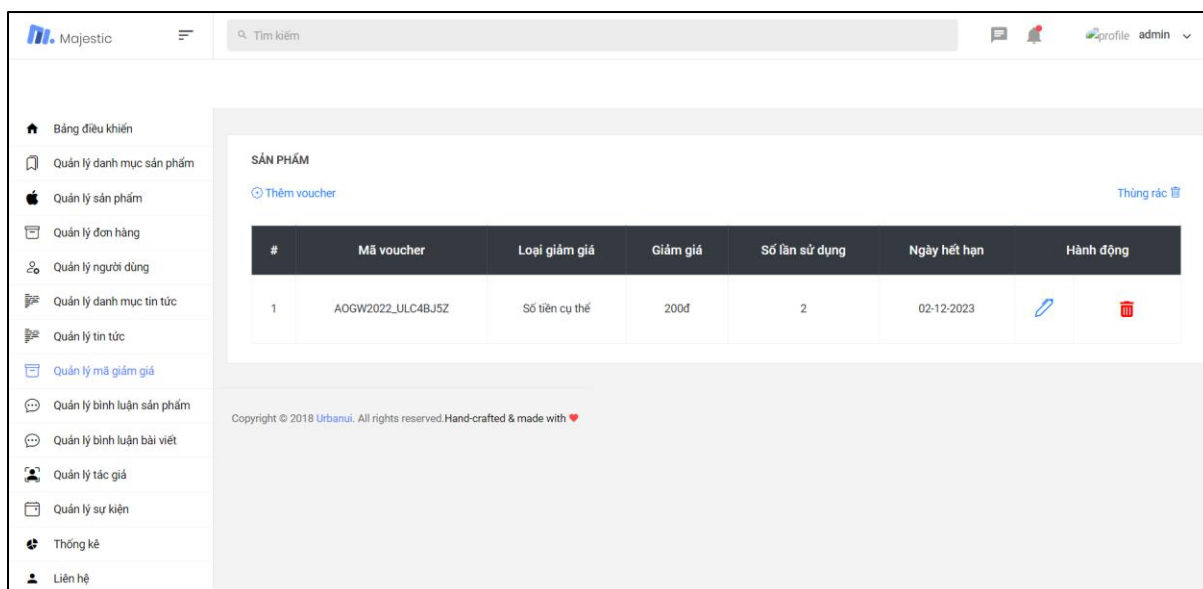 Majestic
Tìm kiếm
profile admin
Bảng điều khiển
Quản lý danh mục sản phẩm
Quản lý sản phẩm
Quản lý đơn hàng
Quản lý người dùng
Quản lý danh mục tin tức
Quản lý tin tức
Quản lý mã giảm giá
Quản lý bình luận sản phẩm
Quản lý bình luận bài viết
Quản lý tác giả
Quản lý sự kiện
Thống kê
Liên hệ
SẢN PHẨM
Thêm voucher
Thùng rác
# Mã voucher Loại giảm giá Giảm giá Số lần sử dụng Ngày hết hạn Hành động
1 AOGW2022_ULC4BJ5Z Số tiền cụ thể 200đ 2 02-12-2023
Copyright © 2018 Urbanui. All rights reserved.Hand-crafted & made with